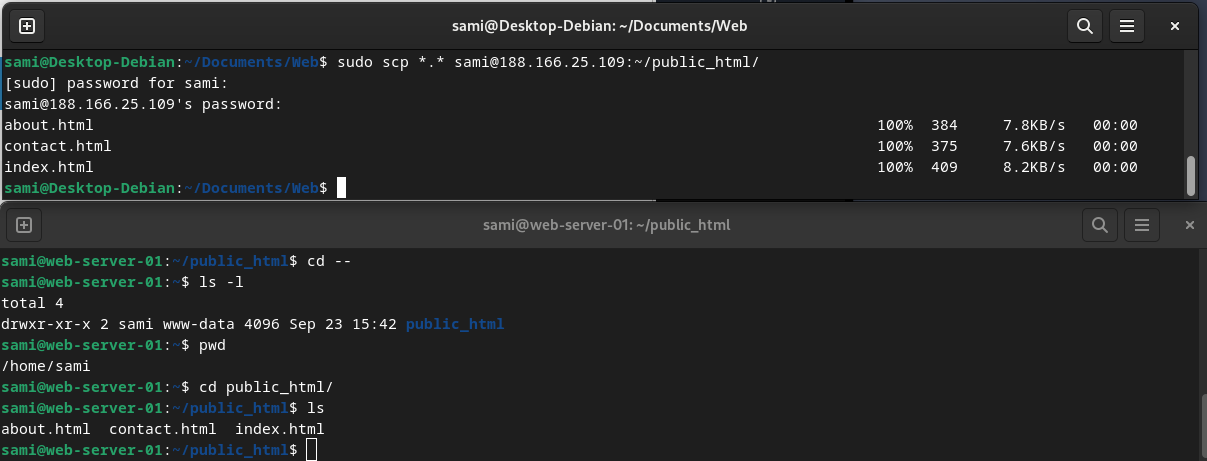 sami@Desktop-Debian: ~/Documents/Web
sami@Desktop-Debian:~/Documents/Web$ sudo scp *.* sami@188.166.25.109:~/public_html/
[sudo] password for sami:
sami@188.166.25.109's password:
about.html 100% 384 7.8KB/s 00:00
contact.html 100% 375 7.6KB/s 00:00
index.html 100% 409 8.2KB/s 00:00
sami@Desktop-Debian:~/Documents/Web$
sami@web-server-01: ~/public_html
sami@web-server-01:~/public_html$ cd --
sami@web-server-01:~$ ls -l
total 4
drwxr-xr-x 2 sami www-data 4096 Sep 23 15:42 public_html
sami@web-server-01:~$ pwd
/home/sami
sami@web-server-01:~$ cd public_html/
sami@web-server-01:~/public_html$ ls
about.html contact.html index.html
sami@web-server-01:~/public_html$